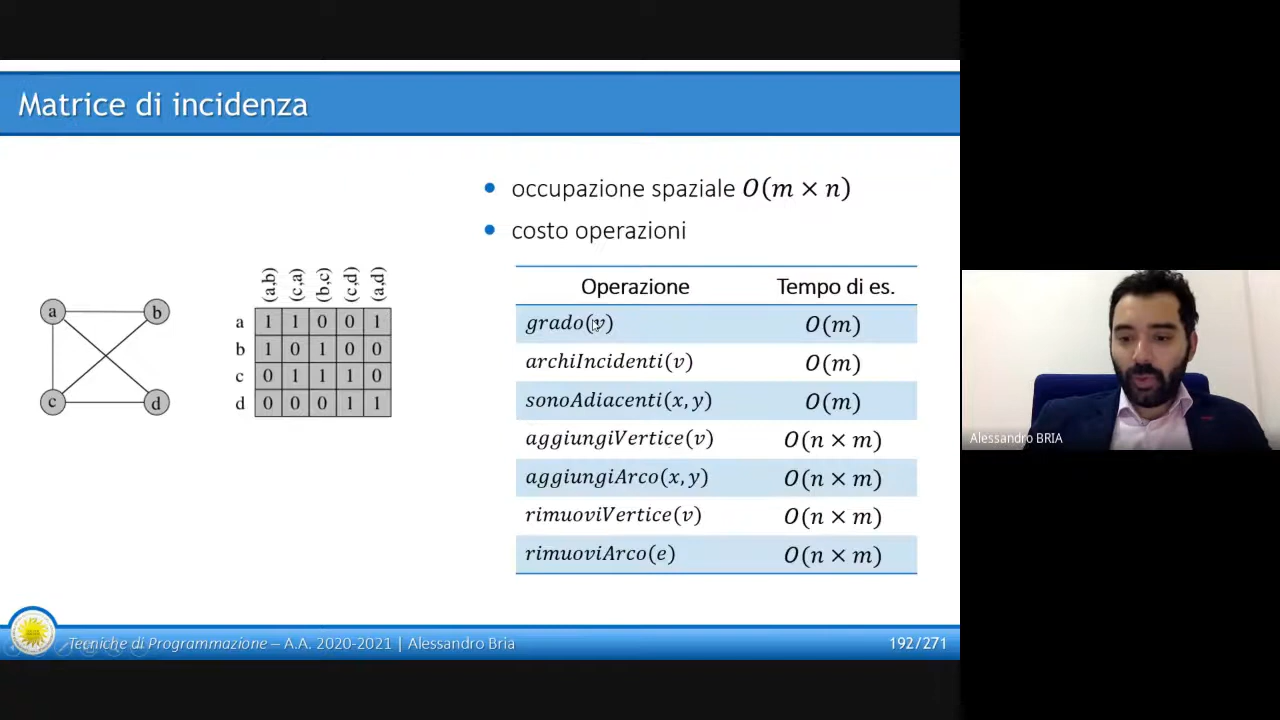 Matrice di incidenza
• occupazione spaziale O(m × n)
• costo operazioni
(a,b) (c,a) (b,c) (c,d) (a,d)
a 1 1 0 0 1
b 1 0 1 0 0
c 0 1 1 1 0
d 0 0 0 1 1
a b
c d
Operazione Tempo di es.
grado(v) O(m)
archiIncidenti(v) O(m)
sonoAdiacenti(x, y) O(m)
aggiungiVertice(v) O(n × m)
aggiungiArco(x, y) O(n × m)
rimuoviVertice(v) O(n × m)
rimuoviArco(e) O(n × m)
Alessandro BRIA
Tecniche di Programmazione – A.A. 2020-2021 | Alessandro Bria
192/271